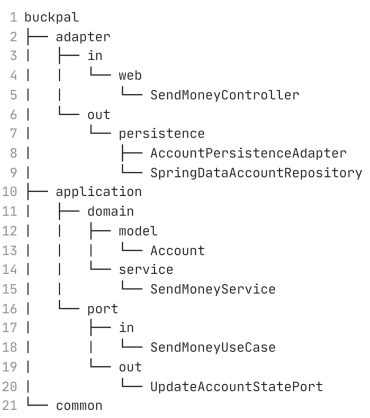 1 buckpal
2 ├── adapter
3 |   ├── in
4 |   |   └── web
5 |   |       └── SendMoneyController
6 |   └── out
7 |       └── persistence
8 |           ├── AccountPersistenceAdapter
9 |           └── SpringDataAccountRepository
10 ├── application
11 |   ├── domain
12 |   |   ├── model
13 |   |   |   └── Account
14 |   |   └── service
15 |   |       └── SendMoneyService
16 |   └── port
17 |       ├── in
18 |       |   └── SendMoneyUseCase
19 |       └── out
20 |           └── UpdateAccountStatePort
21 └── common